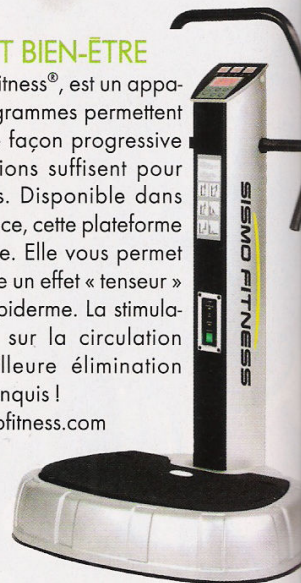 T BIEN-ÊTRE
itness®, est un appa-
grammes permettent
façon progressive
ions suffisent pour
s. Disponible dans
ce, cette plateforme
e. Elle vous permet
e un effet « tenseur »
piderme. La stimula-
sur la circulation
lleure élimination
nquis !
ofitness.com
SISMO FITNESS